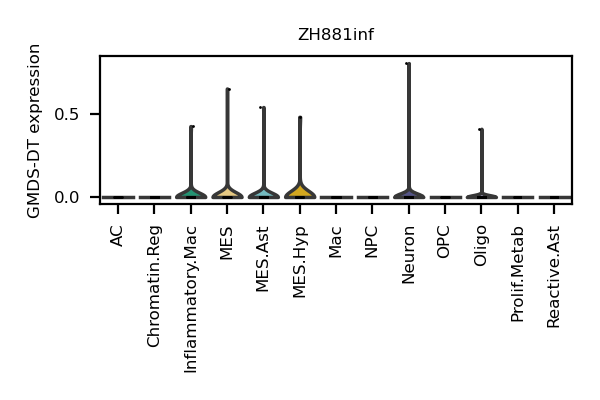 ZH881inf
GMDS-DT expression
0.5
0.0
AC
Chromatin.Reg
Inflammatory.Mac
MES
MES.Ast
MES.Hyp
Mac
NPC
Neuron
OPC
Oligo
Prolif.Metab
Reactive.Ast